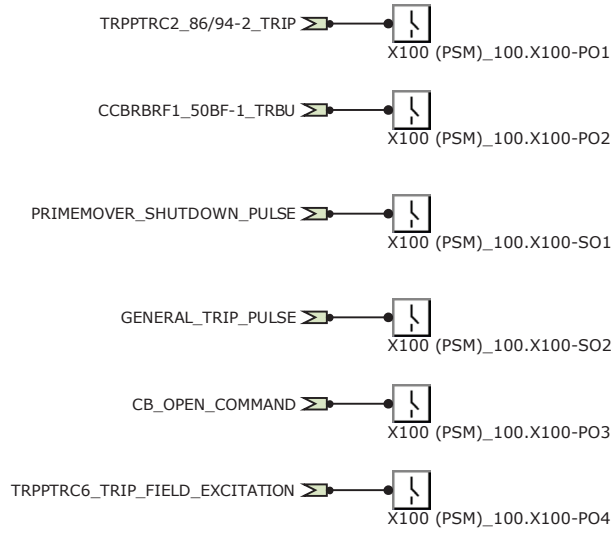 TRPPTRC2_86/94-2_TRIP
X100 (PSM)_100.X100-PO1
CCBRBRF1_50BF-1_TRBU
X100 (PSM)_100.X100-PO2
PRIMEMOVER_SHUTDOWN_PULSE
X100 (PSM)_100.X100-SO1
GENERAL_TRIP_PULSE
X100 (PSM)_100.X100-SO2
CB_OPEN_COMMAND
X100 (PSM)_100.X100-PO3
TRPPTRC6_TRIP_FIELD_EXCITATION
X100 (PSM)_100.X100-PO4